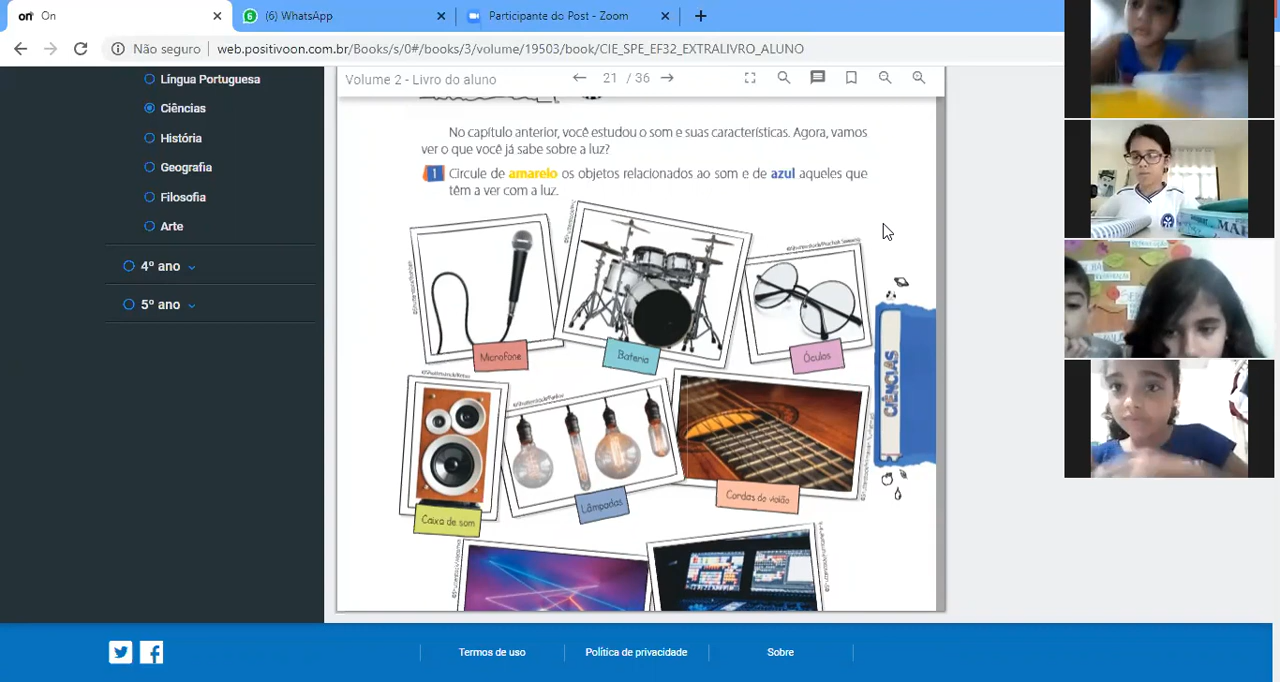 On
(6) WhatsApp
Participante do Post - Zoom
Não seguro
web.positivoon.com.br/Books/s/0#/books/3/volume/19503/book/CIE_SPE_EF32_EXTRALIVRO_ALUNO
Língua Portuguesa
Ciências
História
Geografia
Filosofia
Arte
4º ano
5º ano
Volume 2 - Livro do aluno
21 / 36
No capítulo anterior, você estudou o som e suas características. Agora, vamos
ver o que você já sabe sobre a luz?
1 Circule de amarelo os objetos relacionados ao som e de azul aqueles que
têm a ver com a luz.
Microfone
Bateria
Óculos
Caixa de som
Lâmpadas
Cordas de violão
CIÊNCIAS
Termos de uso
Política de privacidade
Sobre